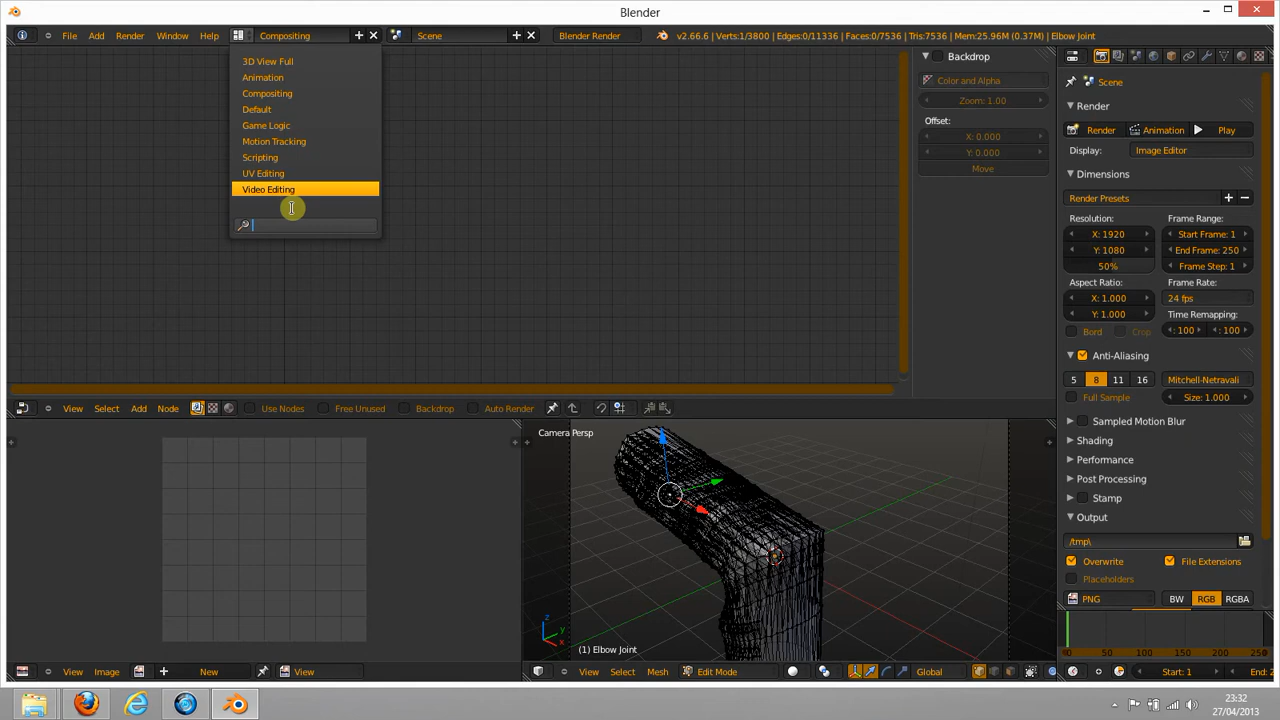 Blender
File Add Render Window Help Compositing Scene Blender Render v2.66.6 | Verts:1/3800 | Edges:0/11336 | Faces:0/7536 | Tris:7536 | Mem:25.96M (0.37M) | Elbow Joint
3D View Full
Animation
Compositing
Default
Game Logic
Motion Tracking
Scripting
UV Editing
Video Editing
Backdrop
Color and Alpha
Zoom: 1.00
Offset:
X: 0.000
Y: 0.000
Move
Scene
Render
Render Animation Play
Display: Image Editor
Dimensions
Render Presets
Resolution: Frame Range:
X: 1920 Start Frame: 1
Y: 1080 End Frame: 250
50% Frame Step: 1
Aspect Ratio: Frame Rate:
X: 1.000 24 fps
Y: 1.000 Time Remapping:
Bord Crop : 100 : 100
Anti-Aliasing
5 8 11 16 Mitchell-Netravali
Full Sample Size: 1.000
Sampled Motion Blur
Shading
Performance
Post Processing
Stamp
Output
/tmp\
Overwrite File Extensions
Placeholders
PNG BW RGB RGBA
View Select Add Node Use Nodes Free Unused Backdrop Auto Render
Camera Persp
z
y
x
(1) Elbow Joint
0 50 100 150 200
View Image New View
View Select Mesh Edit Mode Global
Start: 1
23:32
27/04/2013